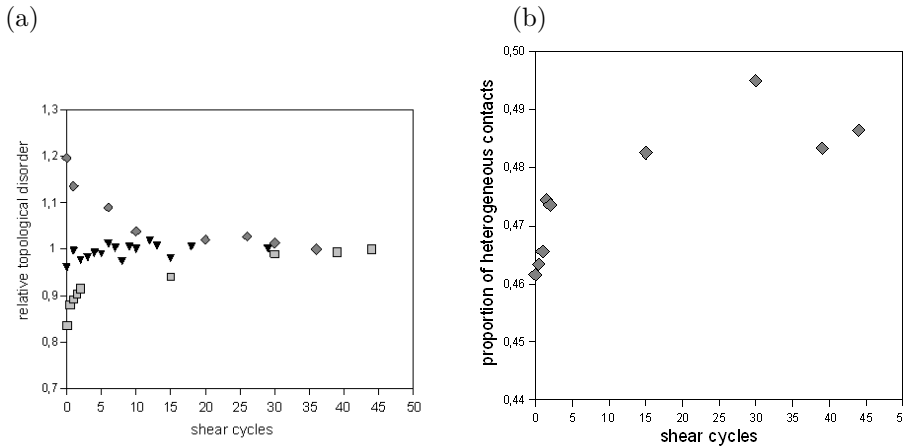 (a)
1,3
1,2
1,1
1
0,9
0,8
0,7
relative topological disorder
0 5 10 15 20 25 30 35 40 45 50
shear cycles
(b)
0,50
0,49
0,48
0,47
0,46
0,45
0,44
proportion of heterogeneous contacts
0 5 10 15 20 25 30 35 40 45
shear cycles